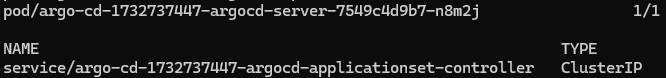 pod/argo-cd-1732737447-argocd-server-7549c4d9b7-n8m2j 1/1
NAME TYPE
service/argo-cd-1732737447-argocd-applicationset-controller ClusterIP